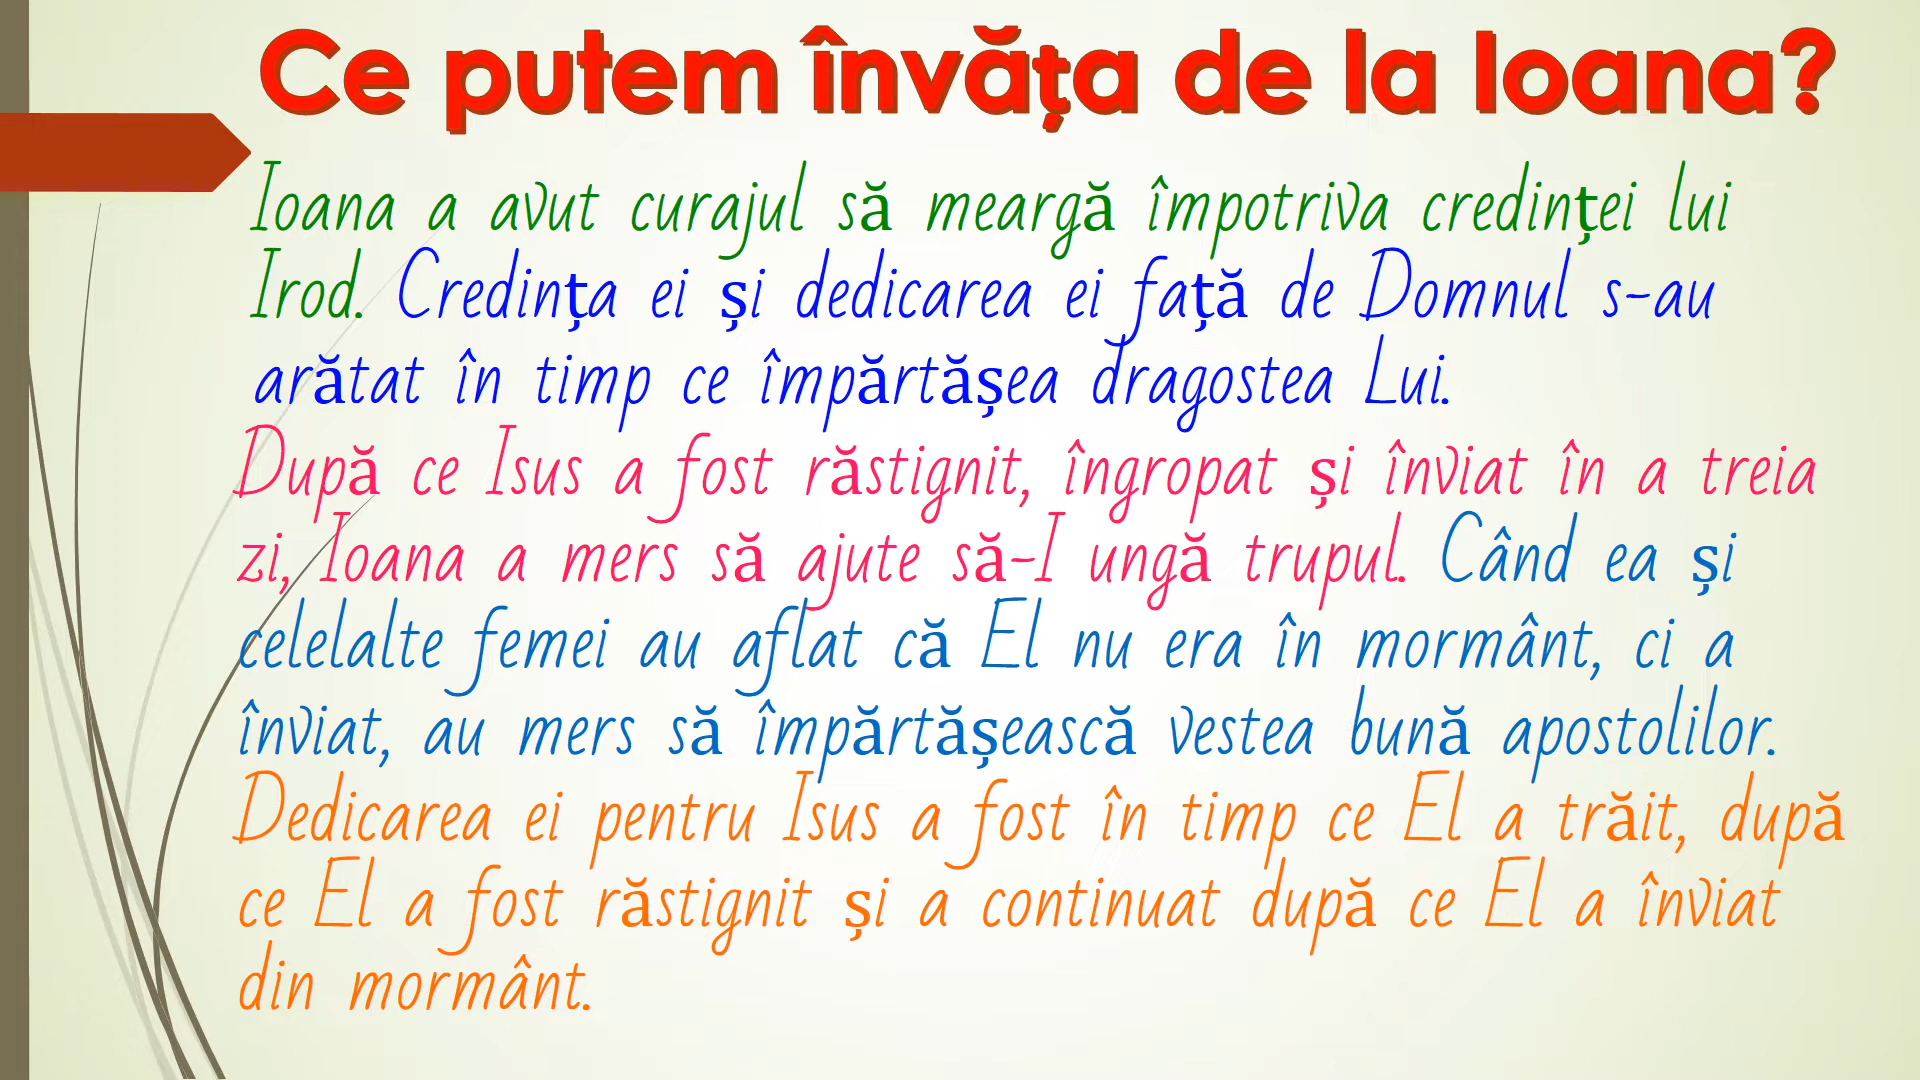 Ce putem învăța de la Ioana?
Ioana a avut curajul să meargă împotriva credinței lui
Irod. Credința ei și dedicarea ei față de Domnul s-au
arătat în timp ce împărtășea dragostea Lui.
După ce Isus a fost răstignit, îngropat și înviat în a treia
zi, Ioana a mers să ajute să-I ungă trupul. Când ea și
celelalte femei au aflat că El nu era în mormânt, ci a
înviat, au mers să împărtășească vestea bună apostolilor.
Dedicarea ei pentru Isus a fost în timp ce El a trăit, după
ce El a fost răstignit și a continuat după ce El a înviat
din mormânt.